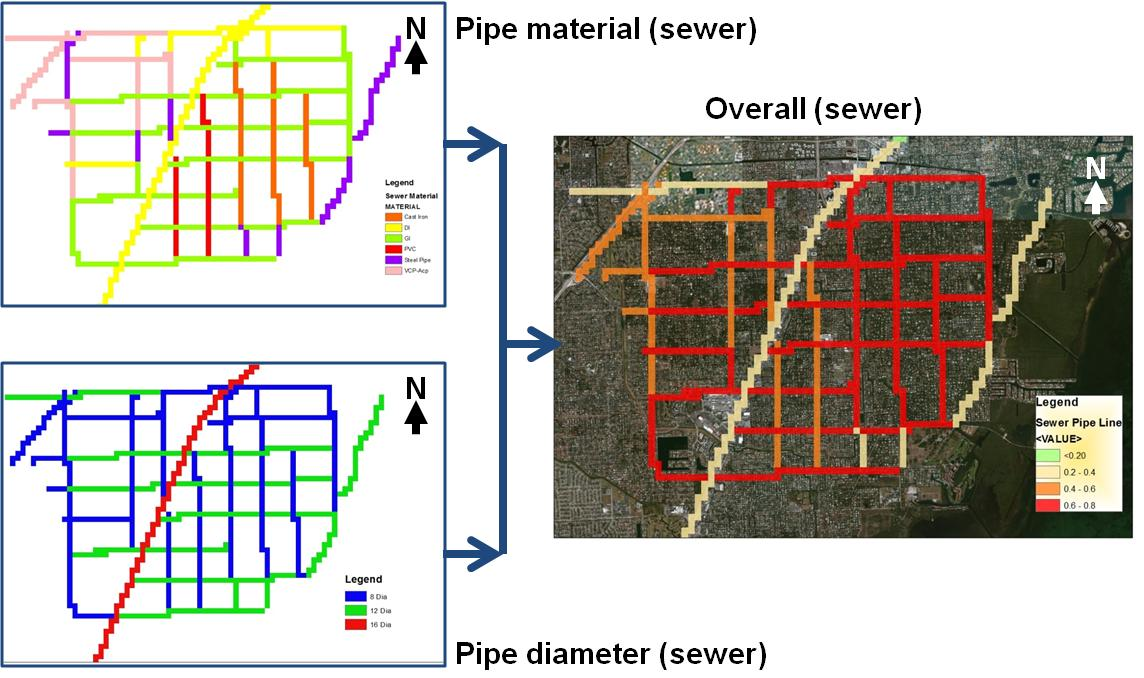 N
Pipe material (sewer)
Legend
Sewer Material
MATERIAL
Cast Iron
DI
GI
PVC
Steel Pipe
VCP-Acp
Overall (sewer)
N
Legend
Sewer Pipe Line
<VALUE>
<0.20
0.2 - 0.4
0.4 - 0.6
0.6 - 0.8
N
Legend
8 Dia
12 Dia
16 Dia
Pipe diameter (sewer)